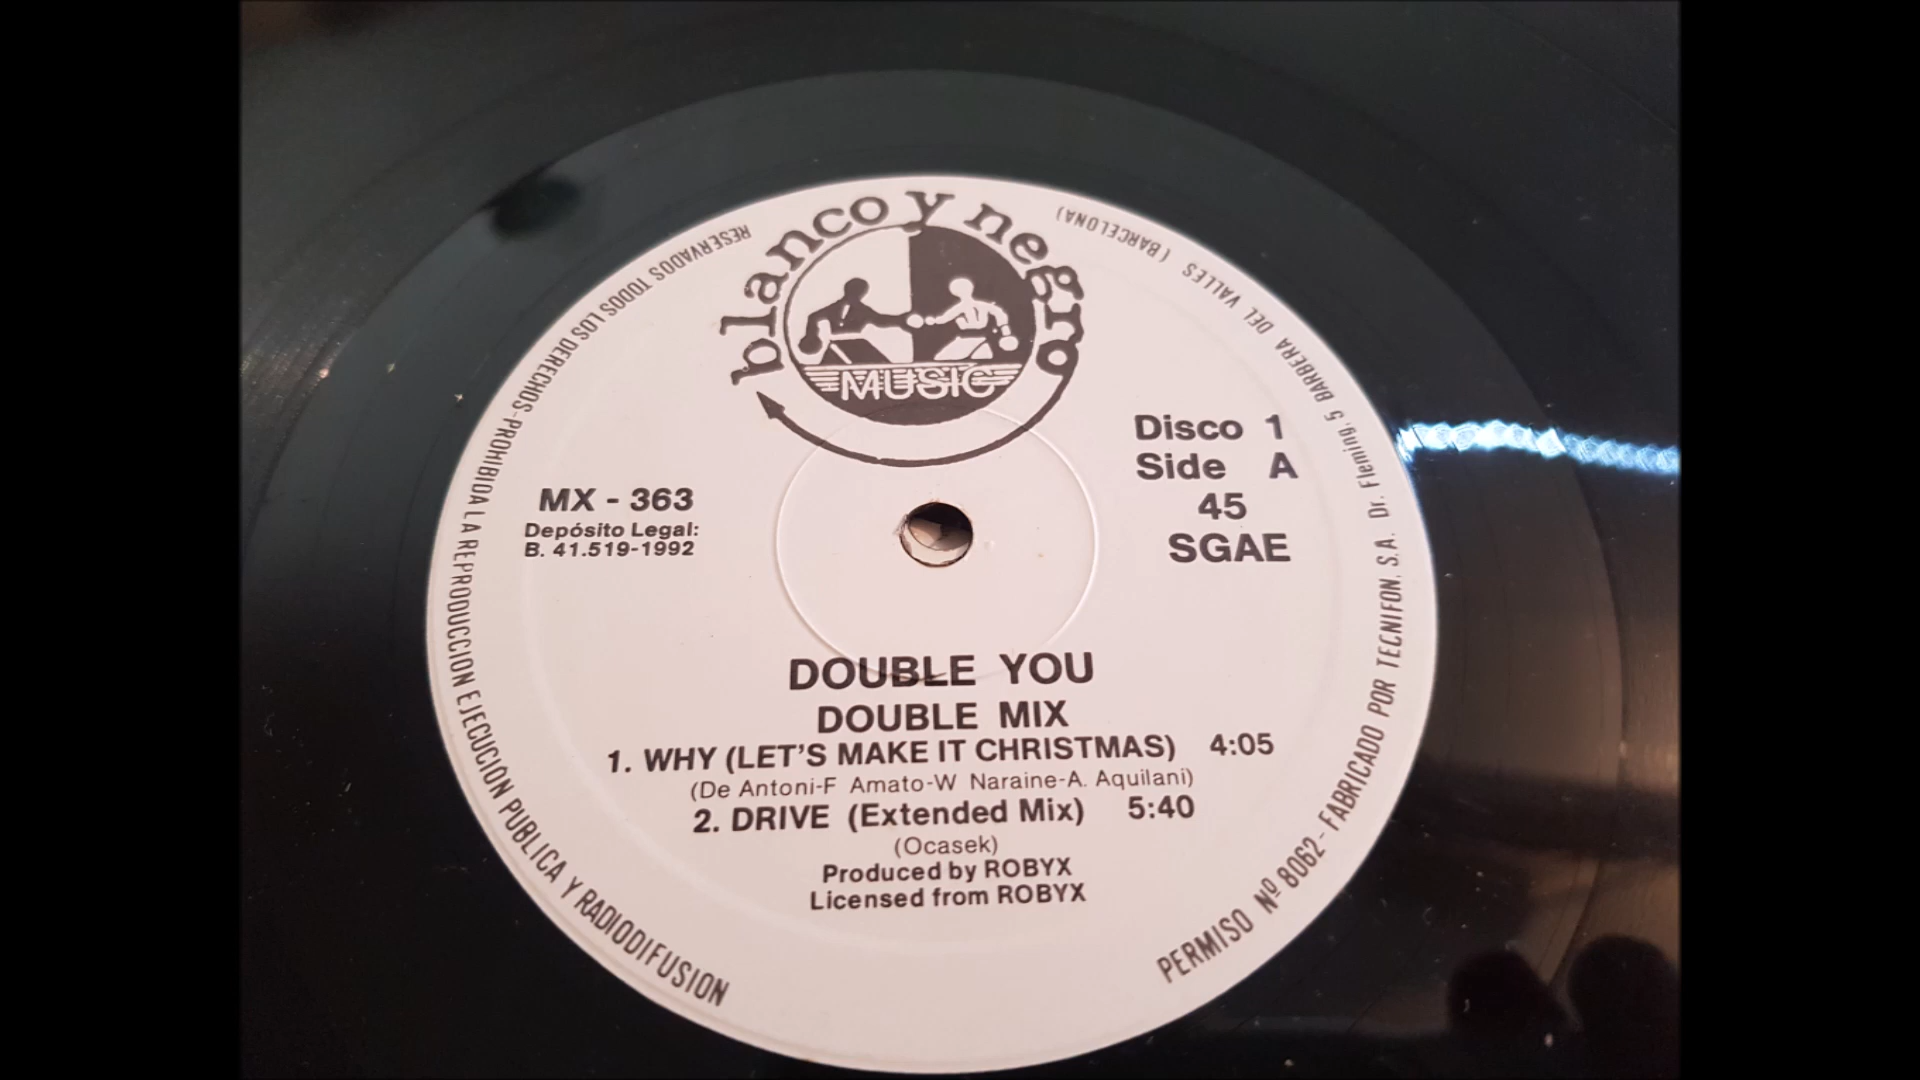 blanco y negro
MUSIC
Disco 1
Side A
45
SGAE
MX - 363
Depósito Legal:
B. 41.519-1992
DOUBLE YOU
DOUBLE MIX
1. WHY (LET'S MAKE IT CHRISTMAS) 4:05
(De Antoni-F Amato-W Naraine-A. Aquilani)
2. DRIVE (Extended Mix) 5:40
(Ocasek)
Produced by ROBYX
Licensed from ROBYX
RESERVADOS TODOS LOS DERECHOS-PROHIBIDA LA REPRODUCCION EJECUCIÓN PUBLICA Y RADIODIFUSION
PERMISO Nº 8062-FABRICADO POR TECNIFON, S.A. Dr. Fleming, 5 BARBERA DEL VALLES (BARCELONA)